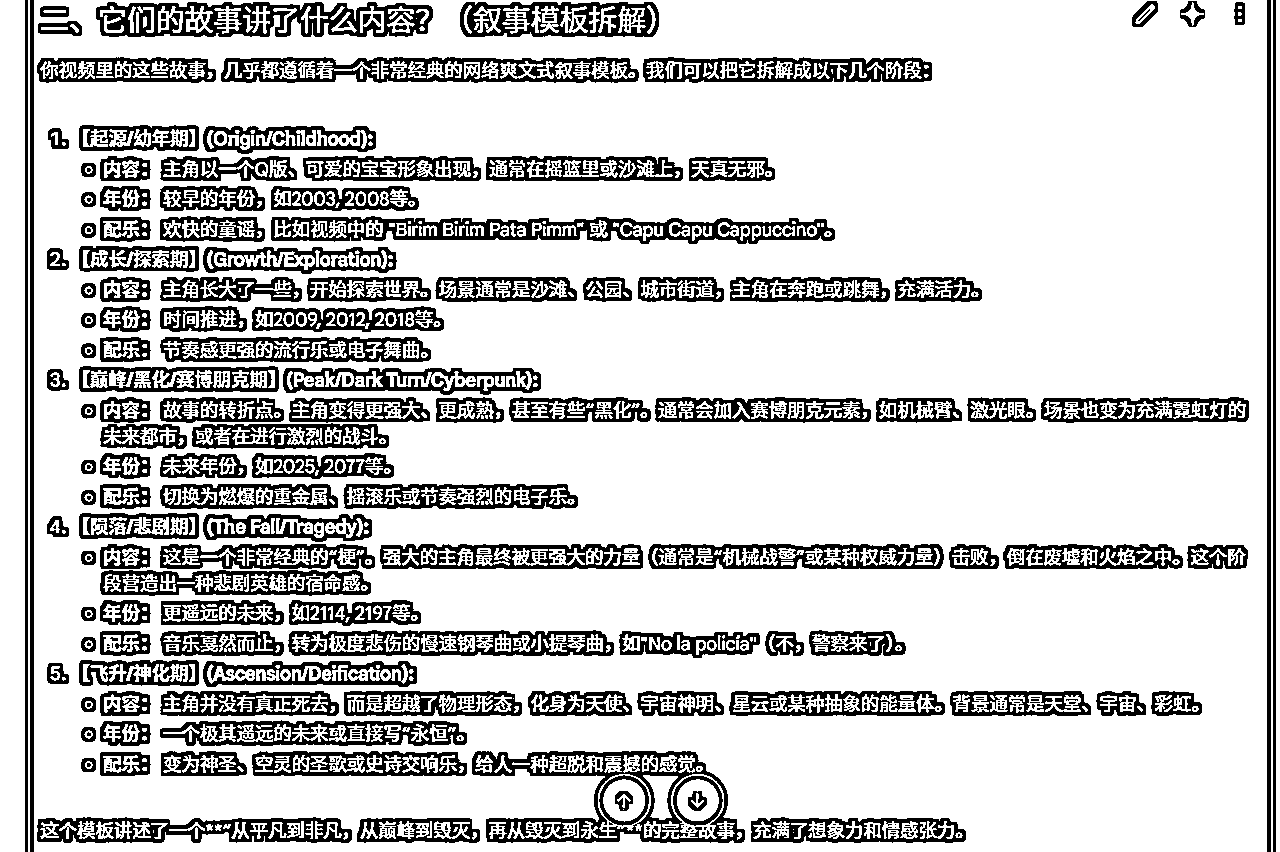 二、它们的故事讲了什么内容？（叙事模板拆解）
你视频里的这些故事，几乎都遵循着一个非常经典的网络爽文式叙事模板。我们可以把它拆解成以下几个阶段：
1. 【起源/幼年期】(Origin/Childhood):
内容：主角以一个Q版、可爱的宝宝形象出现，通常在摇篮里或沙滩上，天真无邪。
年份：较早的年份，如2003, 2008等。
配乐：欢快的童谣，比如视频中的 "Birim Birim Pata Pimm" 或 "Capu Capu Cappuccino"。
2. 【成长/探索期】(Growth/Exploration):
内容：主角长大了一些，开始探索世界。场景通常是沙滩、公园、城市街道，主角在奔跑或跳舞，充满活力。
年份：时间推进，如2009, 2012, 2018等。
配乐：节奏感更强的流行乐或电子舞曲。
3. 【巅峰/黑化/赛博朋克期】(Peak/Dark Turn/Cyberpunk):
内容：故事的转折点。主角变得更强大、更成熟，甚至有些“黑化”。通常会加入赛博朋克元素，如机械臂、激光眼。场景也变为充满霓虹灯的
未来都市，或者在进行激烈的战斗。
年份：未来年份，如2025, 2077等。
配乐：切换为燃爆的重金属、摇滚乐或节奏强烈的电子乐。
4. 【陨落/悲剧期】(The Fall/Tragedy):
内容：这是一个非常经典的“梗”。强大的主角最终被更强大的力量（通常是“机械战警”或某种权威力量）击败，倒在废墟和火焰之中。这个阶
段营造出一种悲剧英雄的宿命感。
年份：更遥远的未来，如2114, 2197等。
配乐：音乐戛然而止，转为极度悲伤的慢速钢琴曲或小提琴曲，如"No la policía"（不，警察来了）。
5. 【飞升/神化期】(Ascension/Deification):
内容：主角并没有真正死去，而是超越了物理形态，化身为天使、宇宙神明、星云或某种抽象的能量体。背景通常是天堂、宇宙、彩虹。
年份：一个极其遥远的未来或直接写“永恒”。
配乐：变为神圣、空灵的圣歌或史诗交响乐，给人一种超脱和震撼的感觉。
这个模板讲述了一个**“从平凡到非凡，从巅峰到毁灭，再从毁灭到永生”**的完整故事，充满了想象力和情感张力。